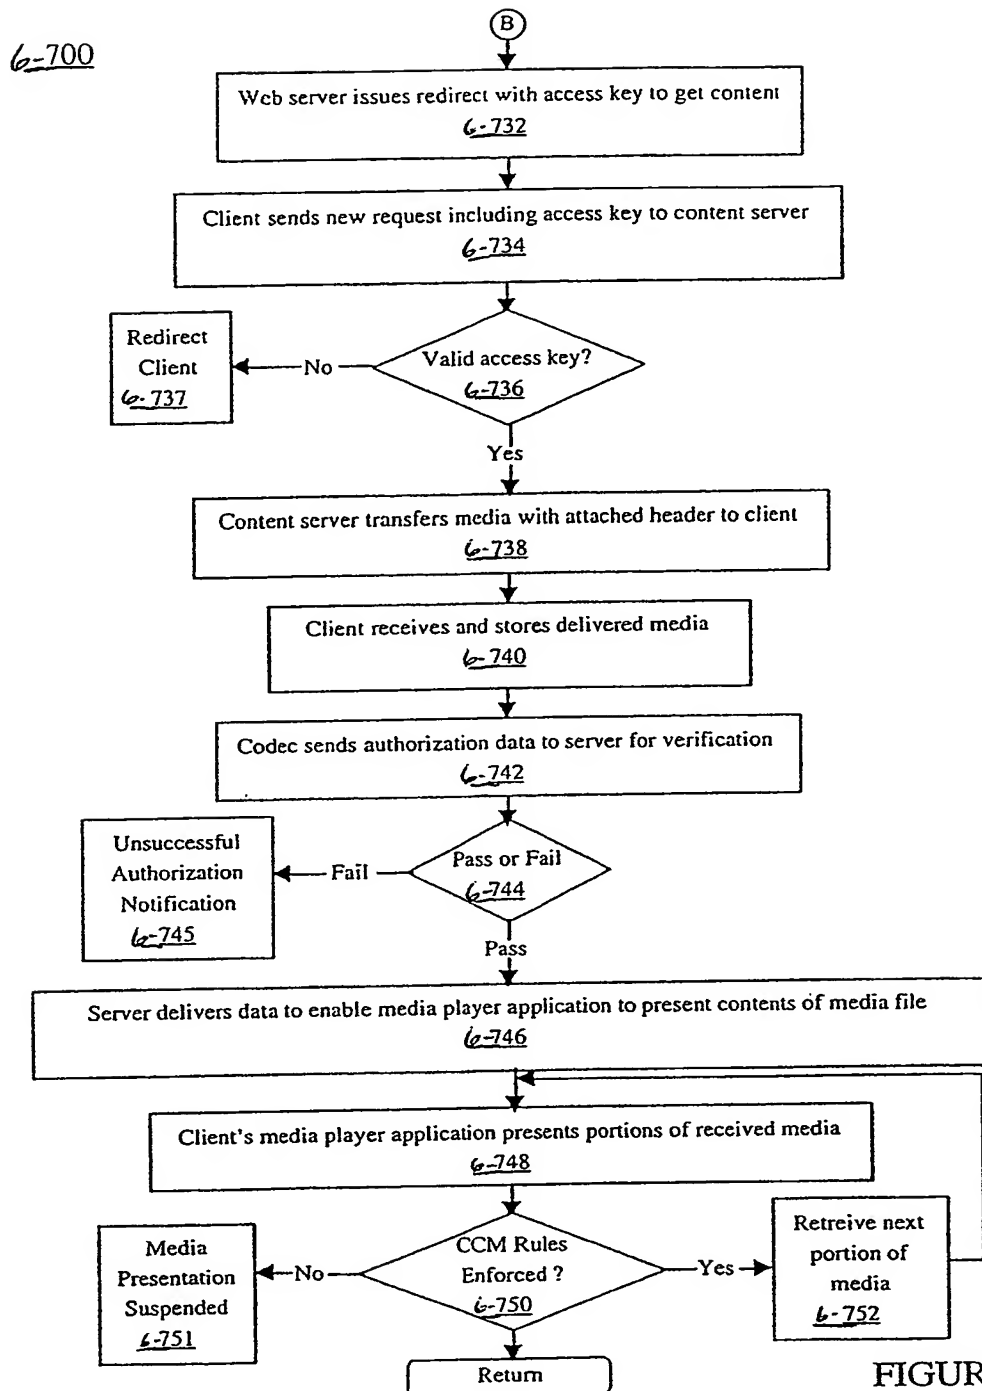 B
6-700
Web server issues redirect with access key to get content
6-732
Client sends new request including access key to content server
6-734
Redirect
Client
6-737
No
Valid access key?
6-736
Yes
Content server transfers media with attached header to client
6-738
Client receives and stores delivered media
6-740
Codec sends authorization data to server for verification
6-742
Unsuccessful
Authorization
Notification
6-745
Fail
Pass or Fail
6-744
Pass
Server delivers data to enable media player application to present contents of media file
6-746
Client's media player application presents portions of received media
6-748
Media
Presentation
Suspended
6-751
No
CCM Rules
Enforced ?
6-750
Yes
Retreive next
portion of
media
6-752
Return
FIGUR